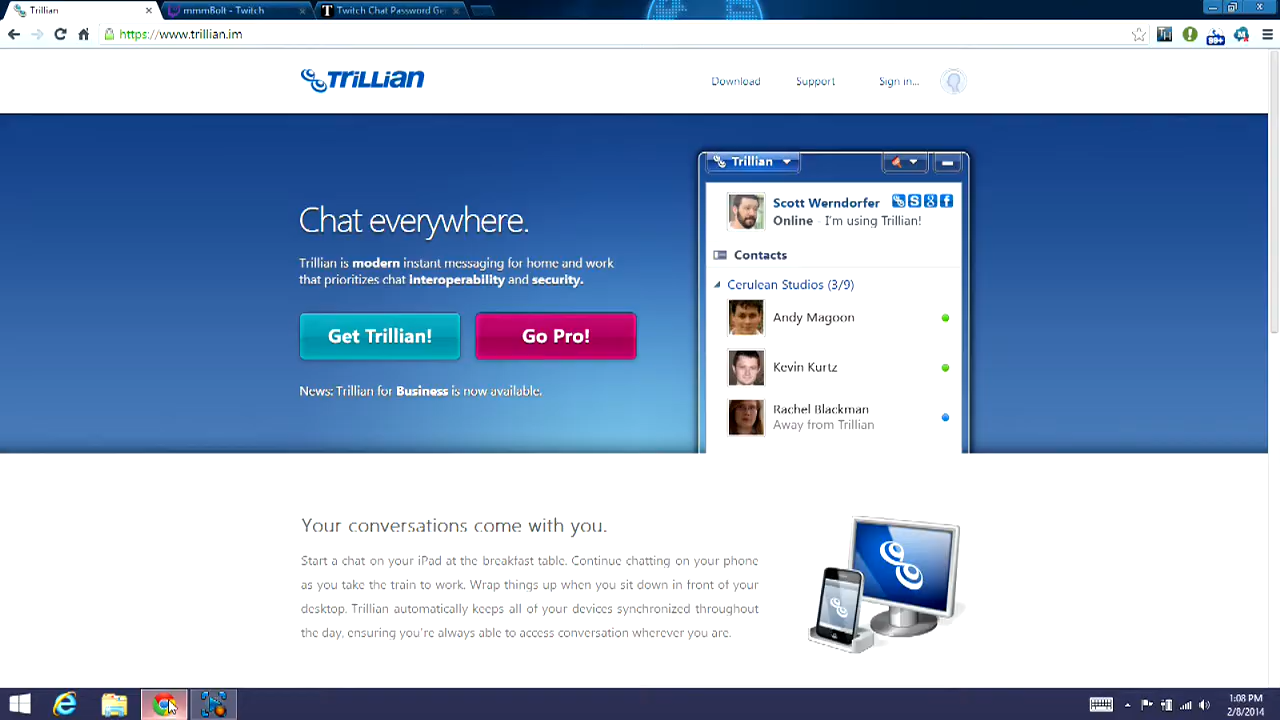 Trillian
mmmBolt - Twitch
Twitch Chat Password Ge
https://www.trillian.im
99+
TRiLLiAN
Download
Support
Sign in...
Trillian
Chat everywhere.
Trillian is modern instant messaging for home and work
that prioritizes chat interoperability and security.
Get Trillian!
Go Pro!
News: Trillian for Business is now available.
Scott Werndorfer
Online - I'm using Trillian!
Contacts
Cerulean Studios (3/9)
Andy Magoon
Kevin Kurtz
Rachel Blackman
Away from Trillian
Your conversations come with you.
Start a chat on your iPad at the breakfast table. Continue chatting on your phone
as you take the train to work. Wrap things up when you sit down in front of your
desktop. Trillian automatically keeps all of your devices synchronized throughout
the day, ensuring you're always able to access conversation wherever you are.
1:08 PM
2/8/2014